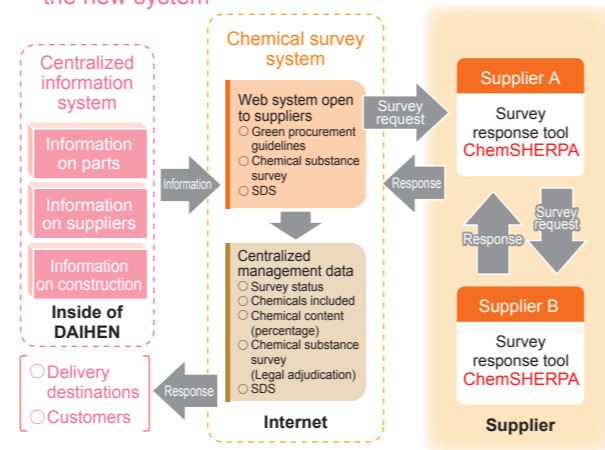 the new system
Centralized
information
system
Information
on parts
Information
on suppliers
Information
on construction
Inside of
DAIHEN
Information
Chemical survey
system
Web system open
to suppliers
○ Green procurement
guidelines
○ Chemical substance
survey
○ SDS
Centralized
management data
○ Survey status
○ Chemicals included
○ Chemical content
(percentage)
○ Chemical substance
survey
(Legal adjudication)
○ SDS
Internet
Response
○ Delivery
destinations
○ Customers
Survey
request
Response
Supplier A
Survey
response tool
ChemSHERPA
Response
Survey
request
Supplier B
Survey
response tool
ChemSHERPA
Supplier